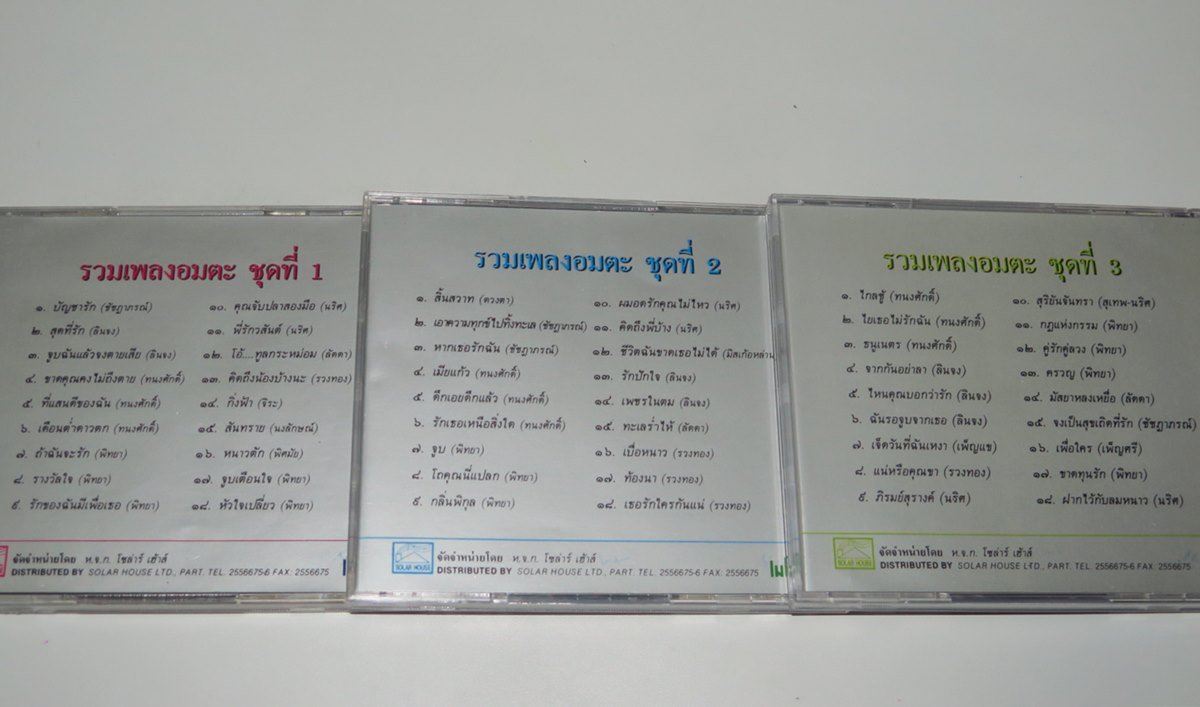 รวมเพลงอมตะ ชุดที่ 1
๑. บัญชารัก (ชัชฎาภรณ์)
๒. สุดที่รัก (ลินจง)
๓. จูบฉันแล้วจงตายเสีย (ลินจง)
๔. ขาดคุณคงไม่ถึงตาย (ทนงศักดิ์)
๕. ที่แสนดีของฉัน (ทนงศักดิ์)
๖. เดือนต่ำดาวตก (ทนงศักดิ์)
๗. ถ้าฉันจะรัก (พิทยา)
๘. รางวัลใจ (พิทยา)
๙. รักของฉันมีเพื่อเธอ (พิทยา)
๑๐. คุณจับปลาสองมือ (นริศ)
๑๑. พี่รักวสันต์ (นริศ)
๑๒. โอ้....ทูลกระหม่อม (ลัดดา)
๑๓. คิดถึงน้องบ้างนะ (รวงทอง)
๑๔. กิ่งฟ้า (จิระ)
๑๕. สันทราย (นงลักษณ์)
๑๖. หนาวตัก (พิศมัย)
๑๗. จูบเตือนใจ (พิทยา)
๑๘. หัวใจเปลี่ยว (พิทยา)
จัดจำหน่ายโดย ห.จ.ก. โซล่าร์ เฮ้าส์
DISTRIBUTED BY SOLAR HOUSE LTD., PART. TEL. 2556675-6 FAX: 2556675
รวมเพลงอมตะ ชุดที่ 2
๑. สิ้นสวาท (ดวงตา)
๒. เอาความทุกข์ไปทิ้งทะเล (ชัชฎาภรณ์)
๓. หากเธอรักฉัน (ชัชฎาภรณ์)
๔. เมียแก้ว (ทนงศักดิ์)
๕. ดึกเอยดึกแล้ว (ทนงศักดิ์)
๖. รักเธอเหนือสิ่งใด (ทนงศักดิ์)
๗. จูบ (พิทยา)
๘. โถคุณนี่แปลก (พิทยา)
๙. กลิ่นพิกุล (พิทยา)
๑๐. ผมอดรักคุณไม่ไหว (นริศ)
๑๑. คิดถึงพี่บ้าง (นริศ)
๑๒. ชีวิตฉันขาดเธอไม่ได้ (มิสเก้อหล่าน
๑๓. รักปักใจ (ลินจง)
๑๔. เพชรในตม (ลินจง)
๑๕. ทะเลร่ำไห้ (ลัดดา)
๑๖. เบื่อหนาว (รวงทอง)
๑๗. ท้องนา (รวงทอง)
๑๘. เธอรักใครกันแน่ (รวงทอง)
SOLAR HOUSE
จัดจำหน่ายโดย ห.จ.ก. โซล่าร์ เฮ้าส์
DISTRIBUTED BY SOLAR HOUSE LTD., PART. TEL. 2556675-6 FAX: 2556675
รวมเพลงอมตะ ชุดที่ 3
๑. ไกลชู้ (ทนงศักดิ์)
๒. ไยเธอไม่รักฉัน (ทนงศักดิ์)
๓. ธนูเนตร (ทนงศักดิ์)
๔. จากกันอย่าลา (ลินจง)
๕. ไหนคุณบอกว่ารัก (ลินจง)
๖. ฉันรอจูบจากเธอ (ลินจง)
๗. เจ็ดวันที่ฉันเหงา (เพ็ญแข)
๘. แน่หรือคุณขา (รวงทอง)
๙. ภิรมย์สุรางค์ (นริศ)
๑๐. สุริยันจันทรา (สุเทพ-นริศ)
๑๑. กฎแห่งกรรม (พิทยา)
๑๒. คู่รักคู่ลวง (พิทยา)
๑๓. ครวญ (พิทยา)
๑๔. มัสยาหลงเหยื่อ (ลัดดา)
๑๕. จงเป็นสุขเถิดที่รัก (ชัชฎาภรณ์)
๑๖. เพื่อใคร (เพ็ญศรี)
๑๗. ขาดทุนรัก (พิทยา)
๑๘. ฝากไว้กับลมหนาว (นริศ)
SOLAR HOUSE
จัดจำหน่ายโดย ห.จ.ก. โซล่าร์ เฮ้าส์
DISTRIBUTED BY SOLAR HOUSE LTD., PART. TEL. 2556675-6 FAX: 2556675